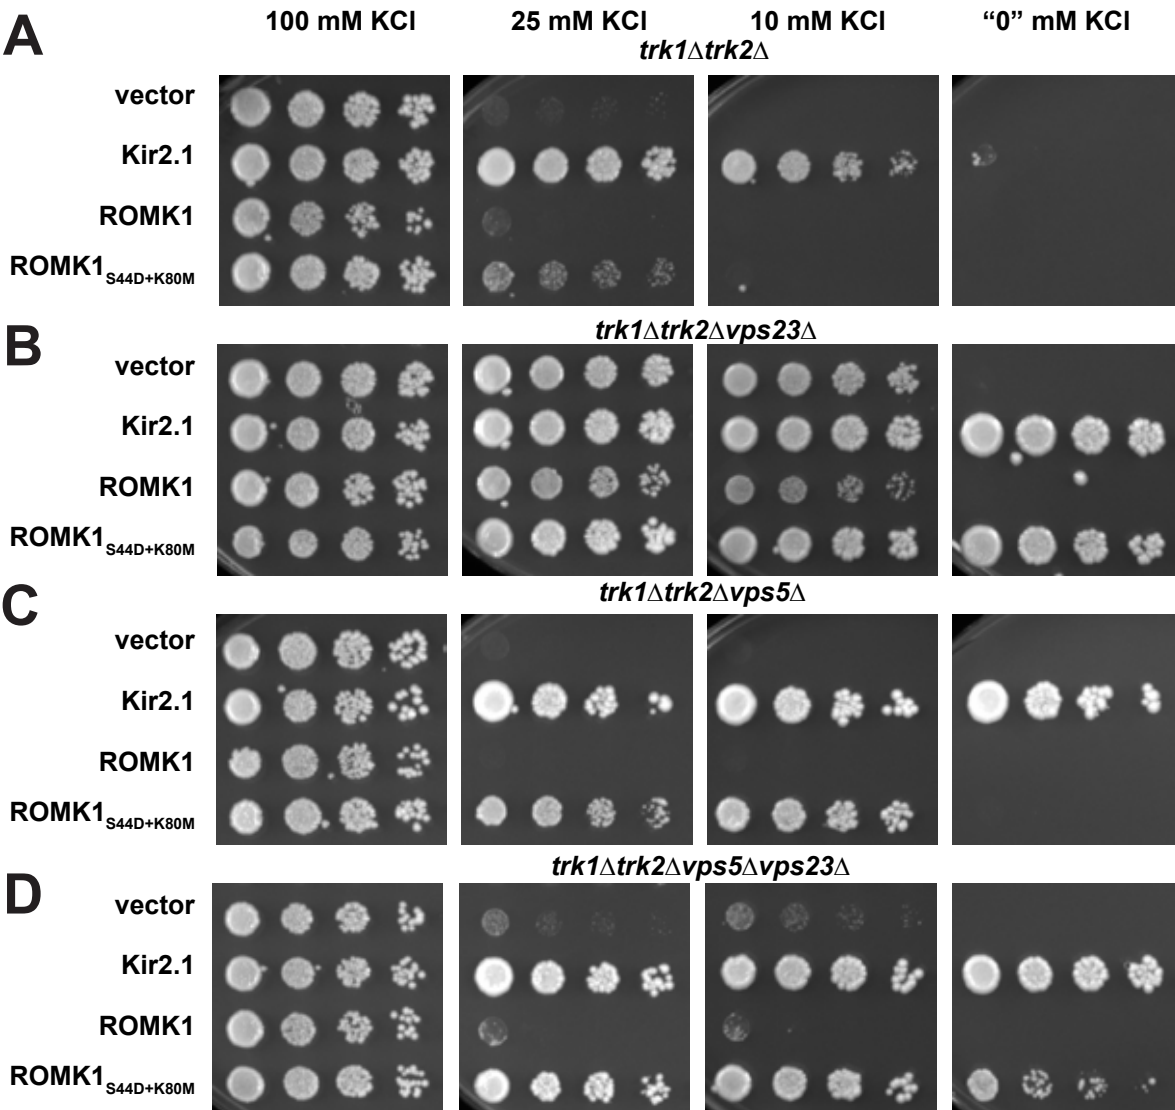 A 100 mM KCl 25 mM KCl 10 mM KCl “0” mM KCl
trk1Δtrk2Δ
vector
Kir2.1
ROMK1
ROMK1S44D+K80M
B trk1Δtrk2Δvps23Δ
vector
Kir2.1
ROMK1
ROMK1S44D+K80M
C trk1Δtrk2Δvps5Δ
vector
Kir2.1
ROMK1
ROMK1S44D+K80M
D trk1Δtrk2Δvps5Δvps23Δ
vector
Kir2.1
ROMK1
ROMK1S44D+K80M